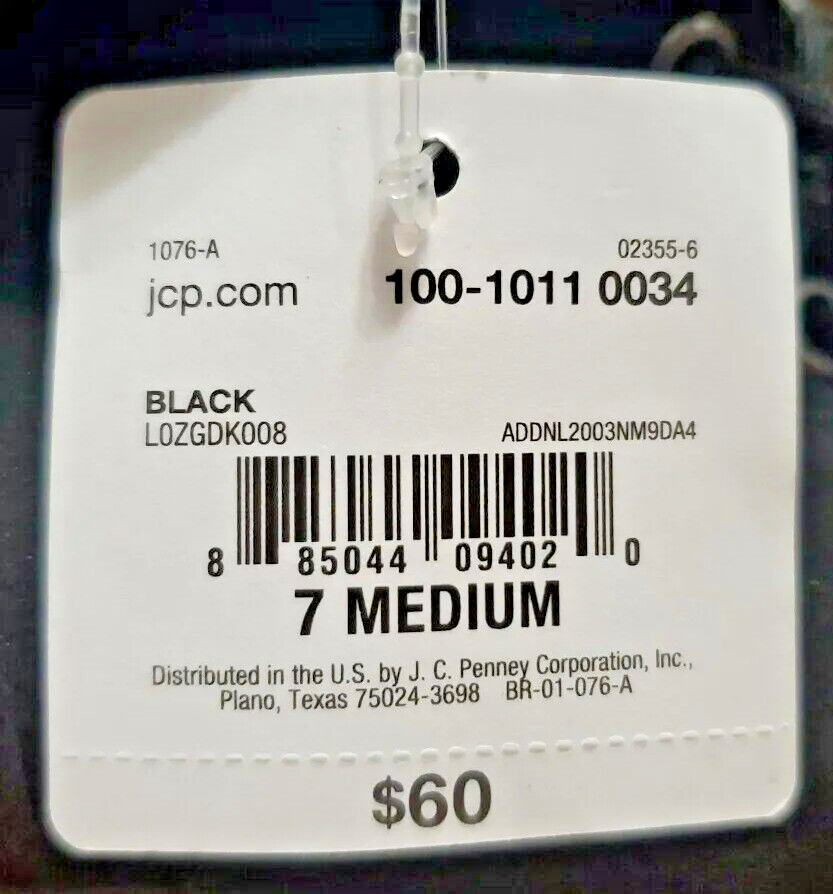 1076-A 02355-6
jcp.com 100-1011 0034
BLACK
L0ZGDK008 ADDNL2003NM9DA4
8 85044 09402 0
7 MEDIUM
Distributed in the U.S. by J. C. Penney Corporation, Inc.,
Plano, Texas 75024-3698 BR-01-076-A
$60